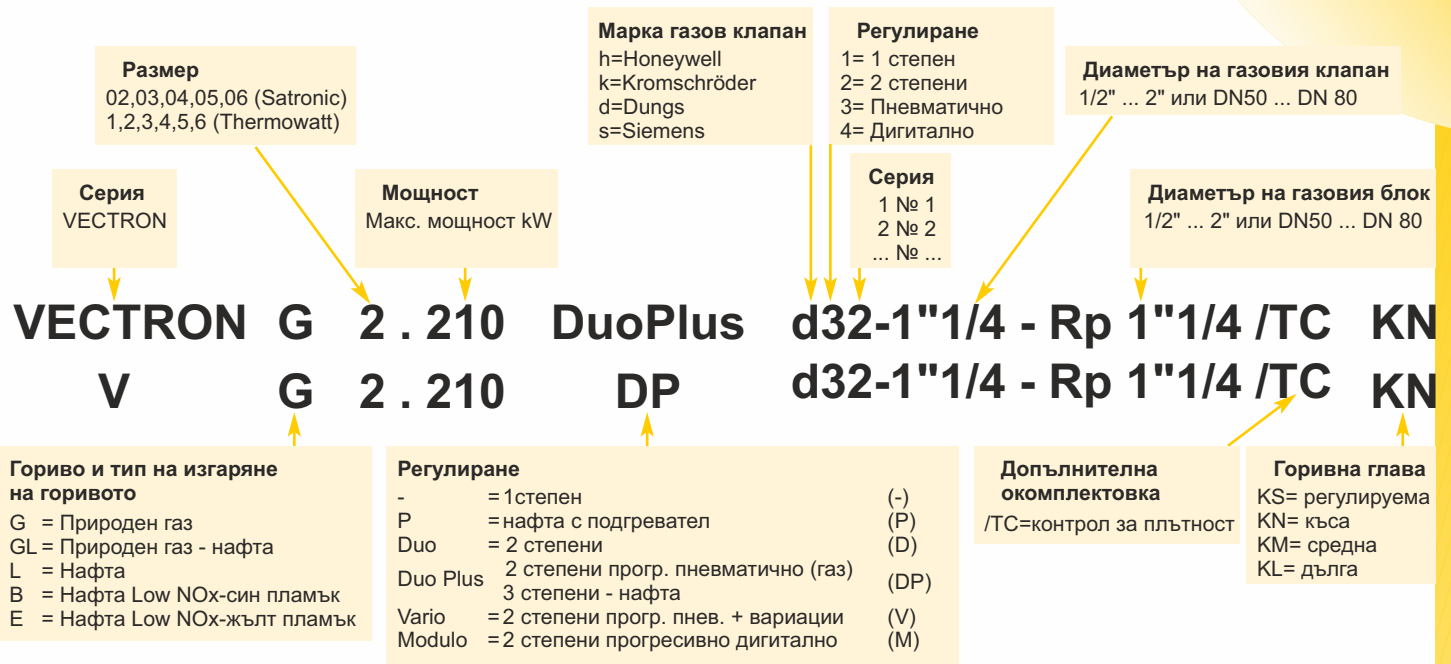 Размер
02,03,04,05,06 (Satronic)
1,2,3,4,5,6 (Thermowatt)
Марка газов клапан
h=Honeywell
k=Kromschröder
d=Dungs
s=Siemens
Регулиране
1= 1 степен
2= 2 степени
3= Пневматично
4= Дигитално
Диаметър на газовия клапан
1/2" ... 2" или DN50 ... DN 80
Серия
VECTRON
Мощност
Макс. мощност kW
Серия
1 № 1
2 № 2
... № ...
Диаметър на газовия блок
1/2" ... 2" или DN50 ... DN 80
VECTRON G 2 . 210 DuoPlus d32-1"1/4 - Rp 1"1/4 /TC KN
V G 2 . 210 DP d32-1"1/4 - Rp 1"1/4 /TC KN
Гориво и тип на изгаряне
на горивото
G = Природен газ
GL = Природен газ - нафта
L = Нафта
B = Нафта Low NOx-син пламък
E = Нафта Low NOx-жълт пламък
Регулиране
- = 1степен (-)
P = нафта с подгревател (P)
Duo = 2 степени (D)
Duo Plus 2 степени прогр. пневматично (газ) (DP)
3 степени - нафта
Vario = 2 степени прогр. пнев. + вариации (V)
Modulo = 2 степени прогресивно дигитално (M)
Допълнителна
окомплектовка
/TC=контрол за плътност
Горивна глава
KS= регулируема
KN= къса
KM= средна
KL= дълга